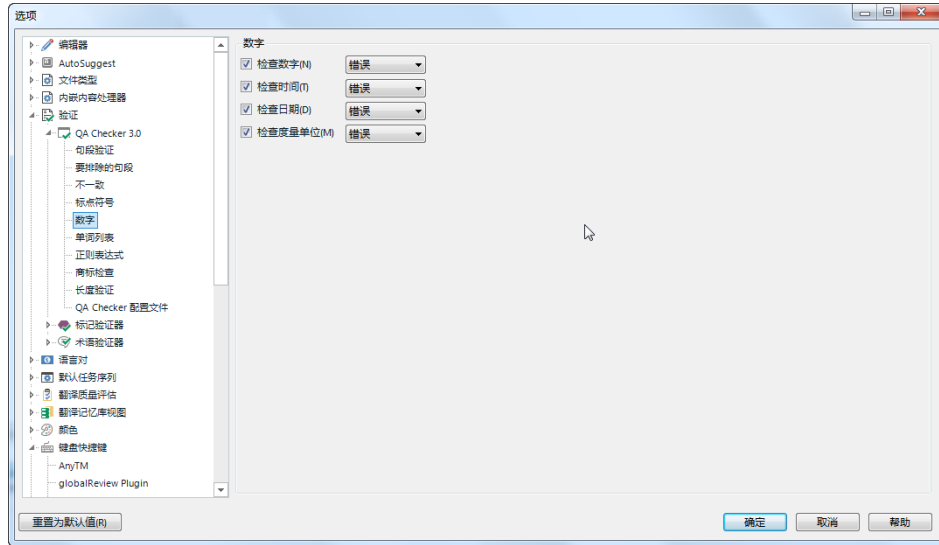 选项
编辑器
AutoSuggest
文件类型
内嵌内容处理器
验证
QA Checker 3.0
句段验证
要排除的句段
不一致
标点符号
数字
单词列表
正则表达式
商标检查
长度验证
QA Checker 配置文件
标记验证器
术语验证器
语言对
默认任务序列
翻译质量评估
翻译记忆库视图
颜色
键盘快捷键
AnyTM
globalReview Plugin
数字
检查数字(N) 错误
检查时间(T) 错误
检查日期(D) 错误
检查度量单位(M) 错误
重置为默认值(R) 确定 取消 帮助